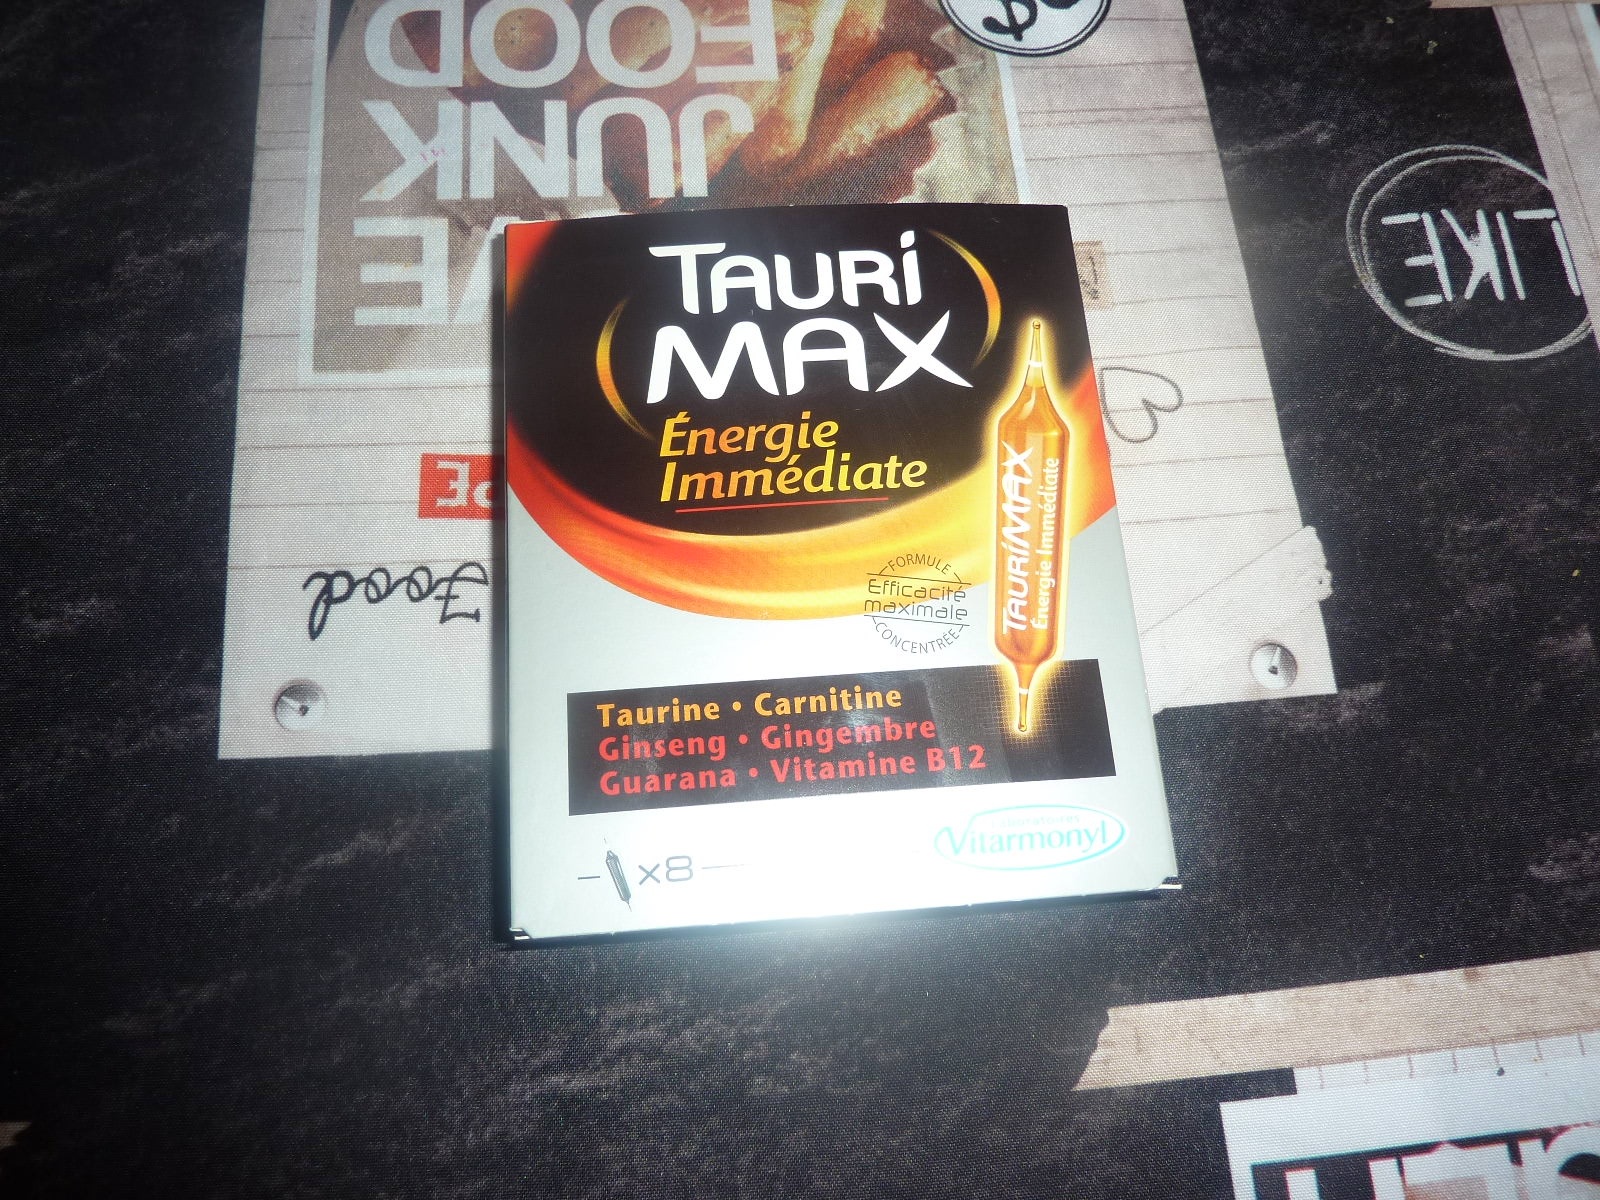 FOOD
JUNK
LIKE
Food
TAURI
MAX
Énergie
Immédiate
TAURIMAX
Énergie Immédiate
FORMULE
Efficacité
maximale
CONCENTRÉE
Taurine • Carnitine
Ginseng • Gingembre
Guarana • Vitamine B12
x8
Laboratoires
Vitarmonyl